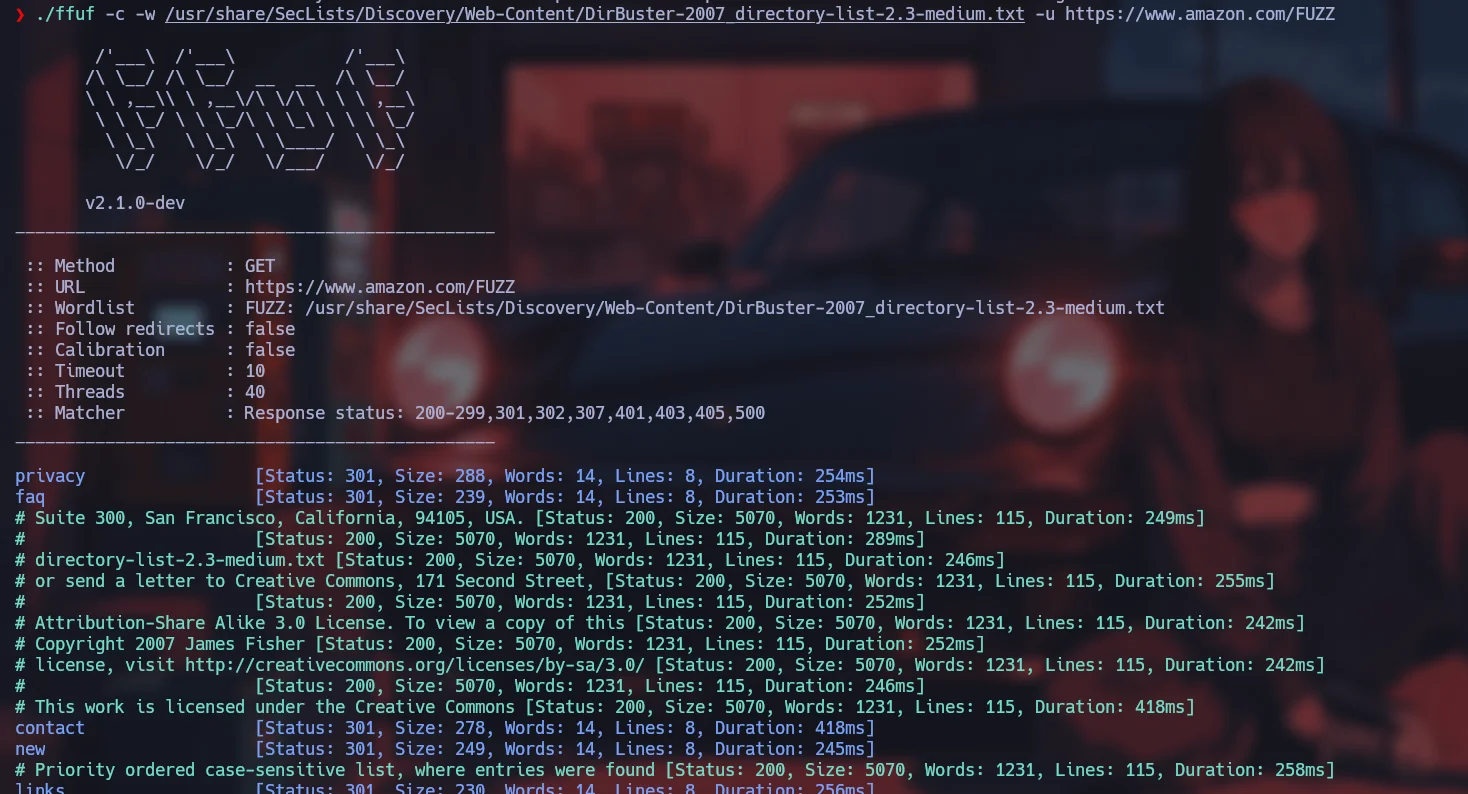 ❯ ./ffuf -c -w /usr/share/SecLists/Discovery/Web-Content/DirBuster-2007_directory-list-2.3-medium.txt -u https://www.amazon.com/FUZZ
v2.1.0-dev
:: Method : GET
:: URL : https://www.amazon.com/FUZZ
:: Wordlist : FUZZ: /usr/share/SecLists/Discovery/Web-Content/DirBuster-2007_directory-list-2.3-medium.txt
:: Follow redirects : false
:: Calibration : false
:: Timeout : 10
:: Threads : 40
:: Matcher : Response status: 200-299,301,302,307,401,403,405,500
privacy [Status: 301, Size: 288, Words: 14, Lines: 8, Duration: 254ms]
faq [Status: 301, Size: 239, Words: 14, Lines: 8, Duration: 253ms]
# Suite 300, San Francisco, California, 94105, USA. [Status: 200, Size: 5070, Words: 1231, Lines: 115, Duration: 249ms]
# [Status: 200, Size: 5070, Words: 1231, Lines: 115, Duration: 289ms]
# directory-list-2.3-medium.txt [Status: 200, Size: 5070, Words: 1231, Lines: 115, Duration: 246ms]
# or send a letter to Creative Commons, 171 Second Street, [Status: 200, Size: 5070, Words: 1231, Lines: 115, Duration: 255ms]
# [Status: 200, Size: 5070, Words: 1231, Lines: 115, Duration: 252ms]
# Attribution-Share Alike 3.0 License. To view a copy of this [Status: 200, Size: 5070, Words: 1231, Lines: 115, Duration: 242ms]
# Copyright 2007 James Fisher [Status: 200, Size: 5070, Words: 1231, Lines: 115, Duration: 252ms]
# license, visit http://creativecommons.org/licenses/by-sa/3.0/ [Status: 200, Size: 5070, Words: 1231, Lines: 115, Duration: 242ms]
# [Status: 200, Size: 5070, Words: 1231, Lines: 115, Duration: 246ms]
# This work is licensed under the Creative Commons [Status: 200, Size: 5070, Words: 1231, Lines: 115, Duration: 418ms]
contact [Status: 301, Size: 278, Words: 14, Lines: 8, Duration: 418ms]
new [Status: 301, Size: 249, Words: 14, Lines: 8, Duration: 245ms]
# Priority ordered case-sensitive list, where entries were found [Status: 200, Size: 5070, Words: 1231, Lines: 115, Duration: 258ms]
links [Status: 301, Size: 230, Words: 14, Lines: 8, Duration: 256ms]